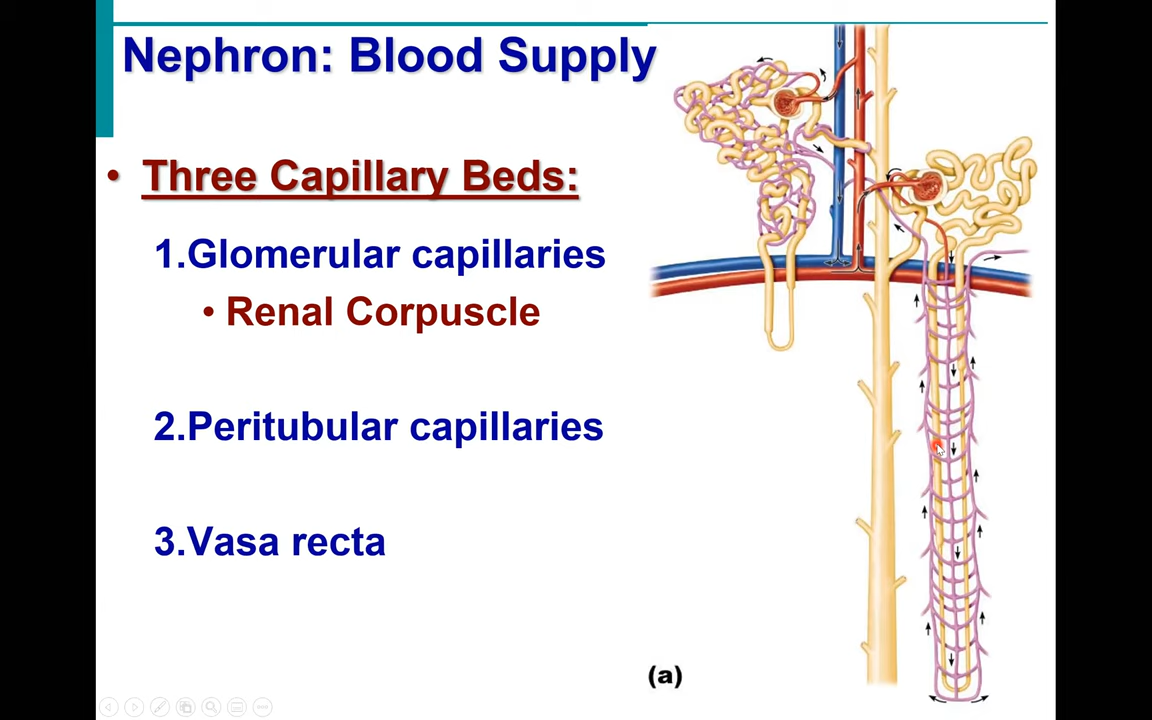 Nephron: Blood Supply
• Three Capillary Beds:
1.Glomerular capillaries
• Renal Corpuscle
2.Peritubular capillaries
3.Vasa recta
(a)